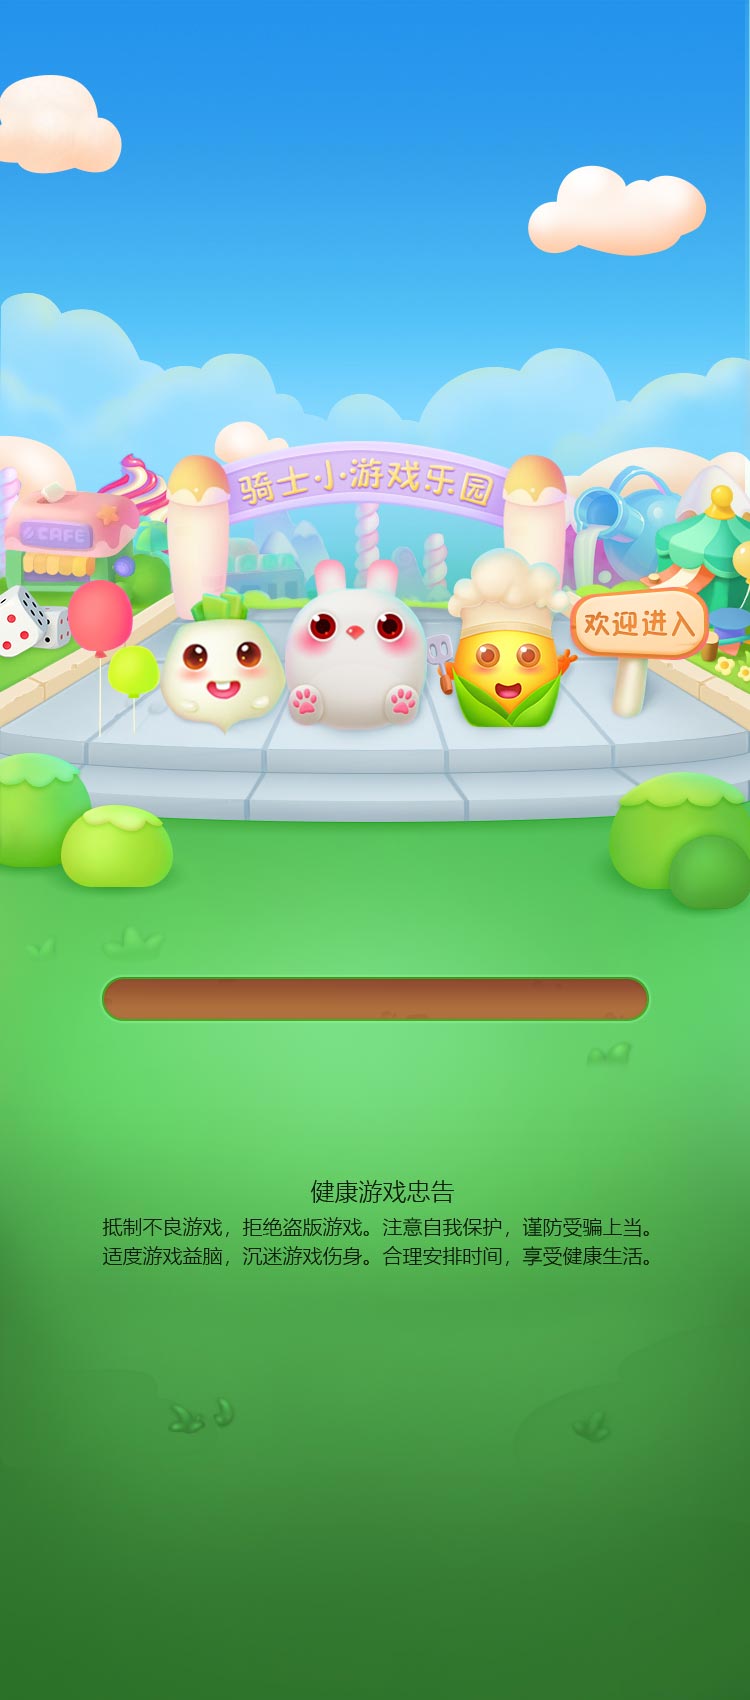 骑士小游戏乐园
CAFE
欢迎进入
健康游戏忠告
抵制不良游戏，拒绝盗版游戏。注意自我保护，谨防受骗上当。
适度游戏益脑，沉迷游戏伤身。合理安排时间，享受健康生活。